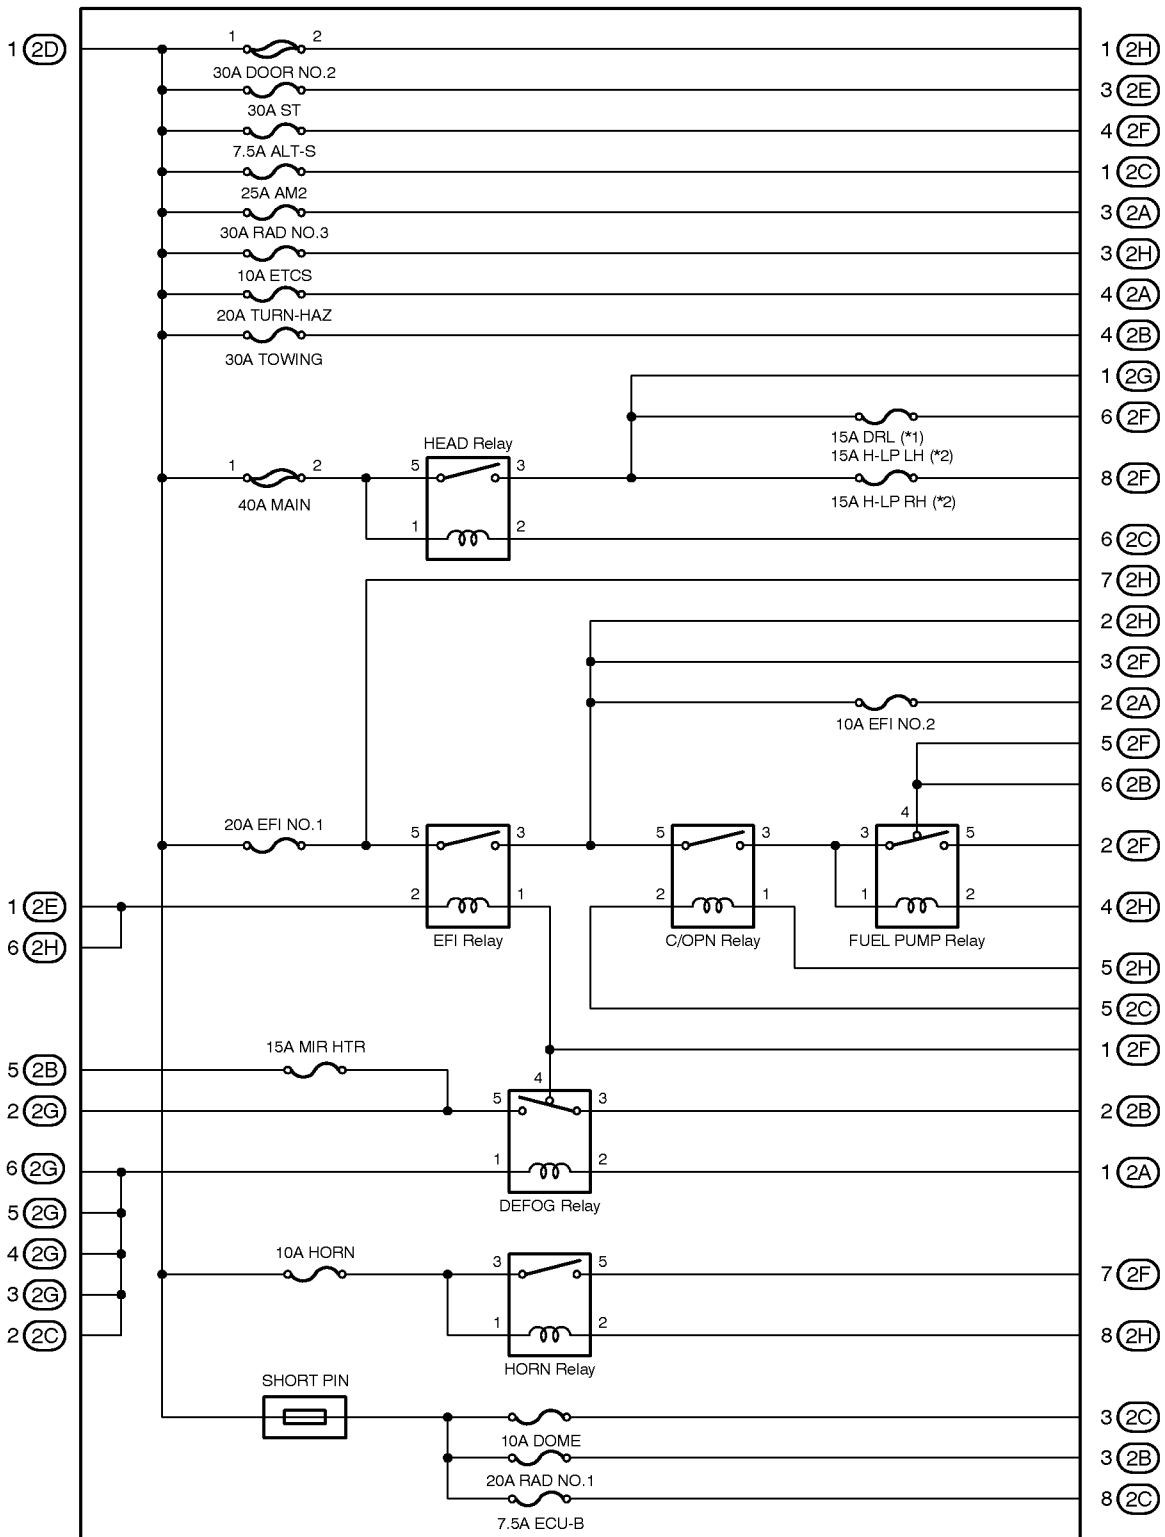 1 2D 1 2 1 2H
30A DOOR NO.2
3 2E
30A ST
4 2F
7.5A ALT-S
1 2C
25A AM2
3 2A
30A RAD NO.3
3 2H
10A ETCS
4 2A
20A TURN-HAZ
4 2B
30A TOWING
1 2G
6 2F
15A DRL (*1)
HEAD Relay
15A H-LP LH (*2)
1 2 5 3 8 2F
40A MAIN
15A H-LP RH (*2)
1 2 6 2C
7 2H
2 2H
3 2F
2 2A
10A EFI NO.2
5 2F
6 2B
4
20A EFI NO.1 5 3 5 3 3 5 2 2F
1 2E 2 1 2 1 1 2 4 2H
EFI Relay C/OPN Relay FUEL PUMP Relay
6 2H
5 2H
5 2C
15A MIR HTR
1 2F
5 2B
4
2 2G 5 3 2 2B
6 2G 1 2 1 2A
DEFOG Relay
5 2G
10A HORN
4 2G
3 5 7 2F
3 2G
2 2C 1 2 8 2H
HORN Relay
SHORT PIN
3 2C
10A DOME
3 2B
20A RAD NO.1
8 2C
7.5A ECU-B